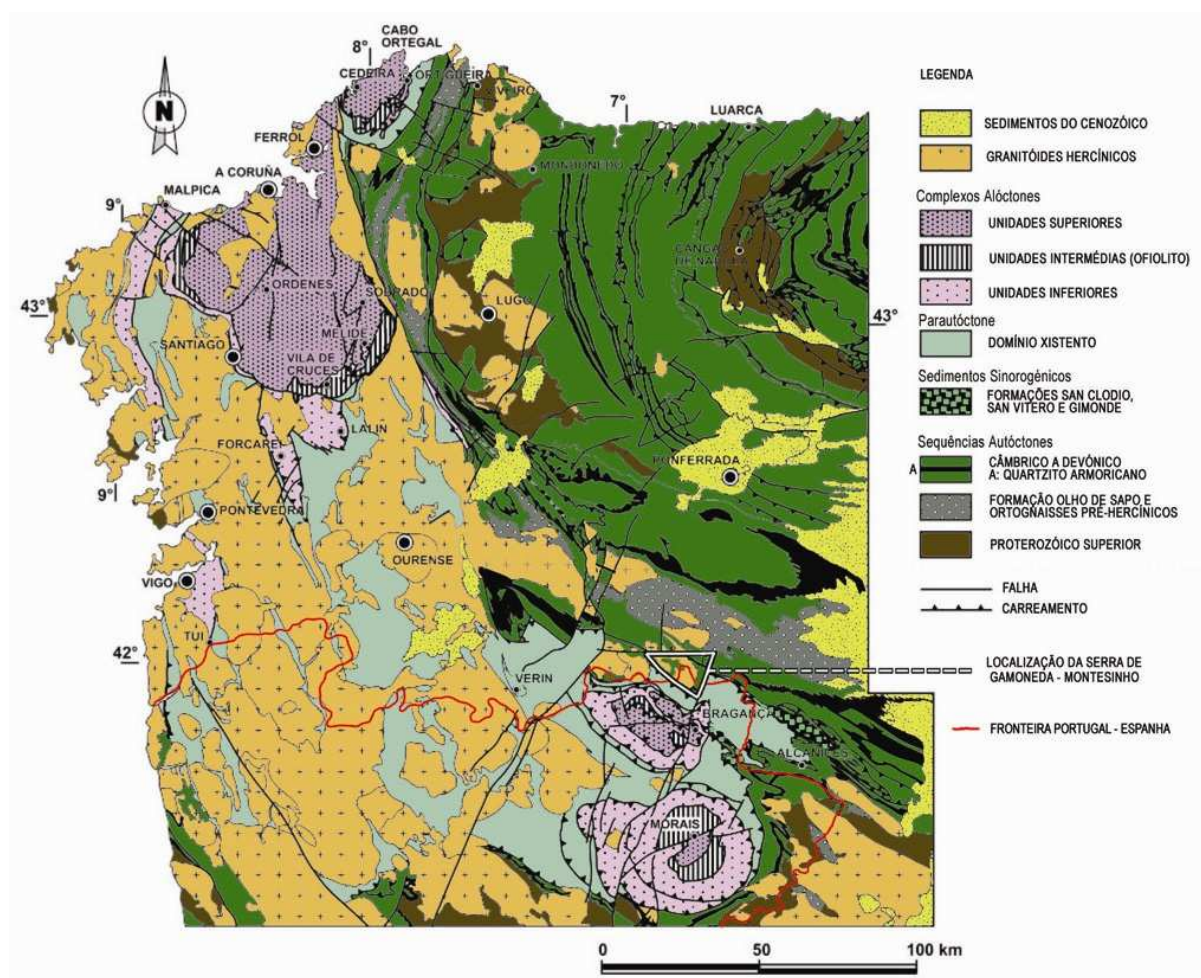 CABO
ORTEGAL
8°
CEDEIRA
ORTIGUEIRA
VIVEIRO
7°
LUARCA
N
FERROL
MONDOÑEDO
A CORUÑA
MALPICA
9°
CANGAS
DE NARCEA
ORDENES
SOBRADO
LUGO
43°
43°
MELIDE
SANTIAGO
VILA DE
CRUCES
LALIN
FORCAREI
PONFERRADA
9°
PONTEVEDRA
OURENSE
VIGO
TUI
42°
VERIN
BRAGANÇA
ALCAÑICES
MORAIS
0 50 100 km
LEGENDA
SEDIMENTOS DO CENOZÓICO
GRANITÓIDES HERCÍNICOS
Complexos Alóctones
UNIDADES SUPERIORES
UNIDADES INTERMÉDIAS (OFIOLITO)
UNIDADES INFERIORES
Parautóctone
DOMÍNIO XISTENTO
Sedimentos Sinorogénicos
FORMAÇÕES SAN CLODIO,
SAN VITERO E GIMONDE
Sequências Autóctones
A
CÂMBRICO A DEVÓNICO
A: QUARTZITO ARMORICANO
FORMAÇÃO OLHO DE SAPO E
ORTOGNAISSES PRÉ-HERCÍNICOS
PROTEROZÓICO SUPERIOR
FALHA
CARREAMENTO
LOCALIZAÇÃO DA SERRA DE
GAMONEDA - MONTESINHO
FRONTEIRA PORTUGAL - ESPANHA